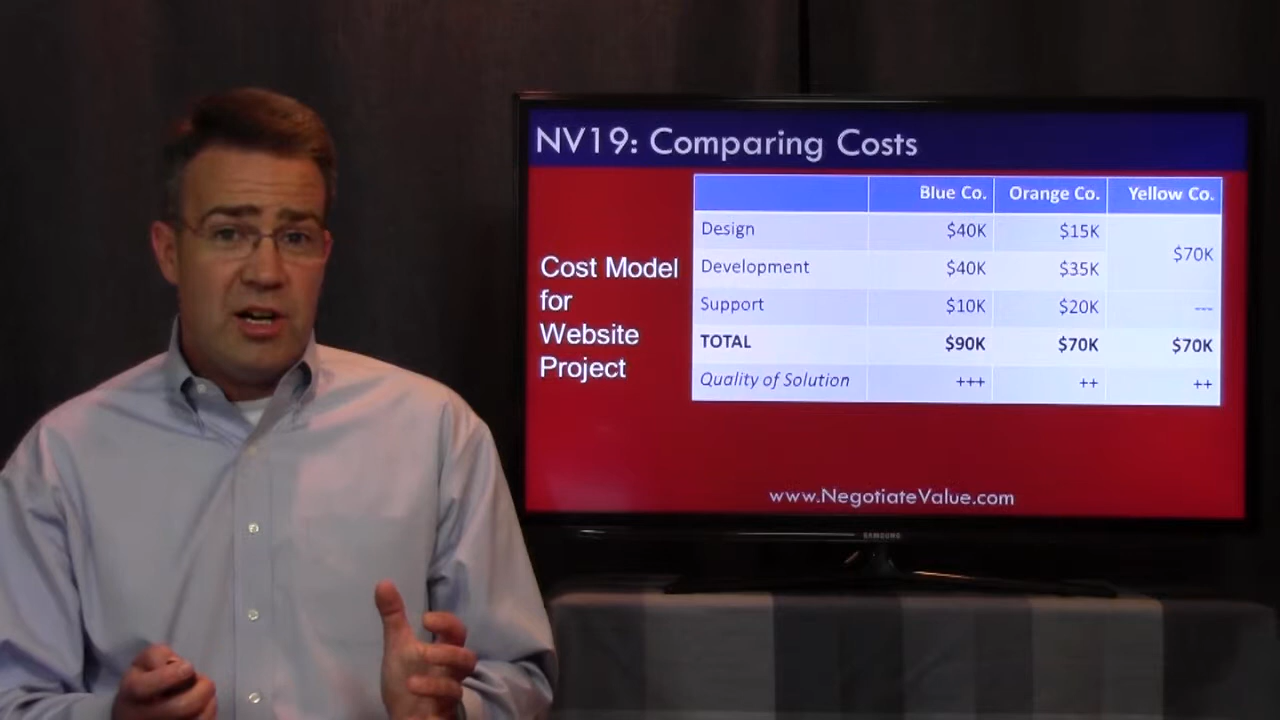 NV19: Comparing Costs
Cost Model
for
Website
Project
Blue Co. Orange Co. Yellow Co.
Design $40K $15K
$70K
Development $40K $35K
Support $10K $20K ---
TOTAL $90K $70K $70K
Quality of Solution +++ ++ ++
www.NegotiateValue.com
SAMSUNG